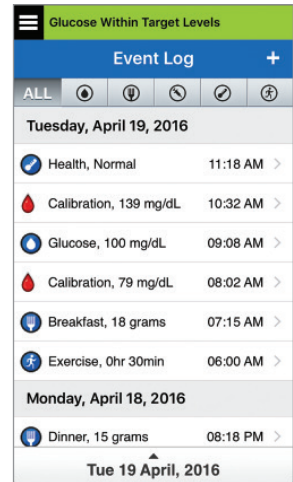 Glucose Within Target Levels
Event Log +
ALL
Tuesday, April 19, 2016
Health, Normal 11:18 AM
Calibration, 139 mg/dL 10:32 AM
Glucose, 100 mg/dL 09:08 AM
Calibration, 79 mg/dL 08:02 AM
Breakfast, 18 grams 07:15 AM
Exercise, 0hr 30min 06:00 AM
Monday, April 18, 2016
Dinner, 15 grams 08:18 PM
Tue 19 April, 2016